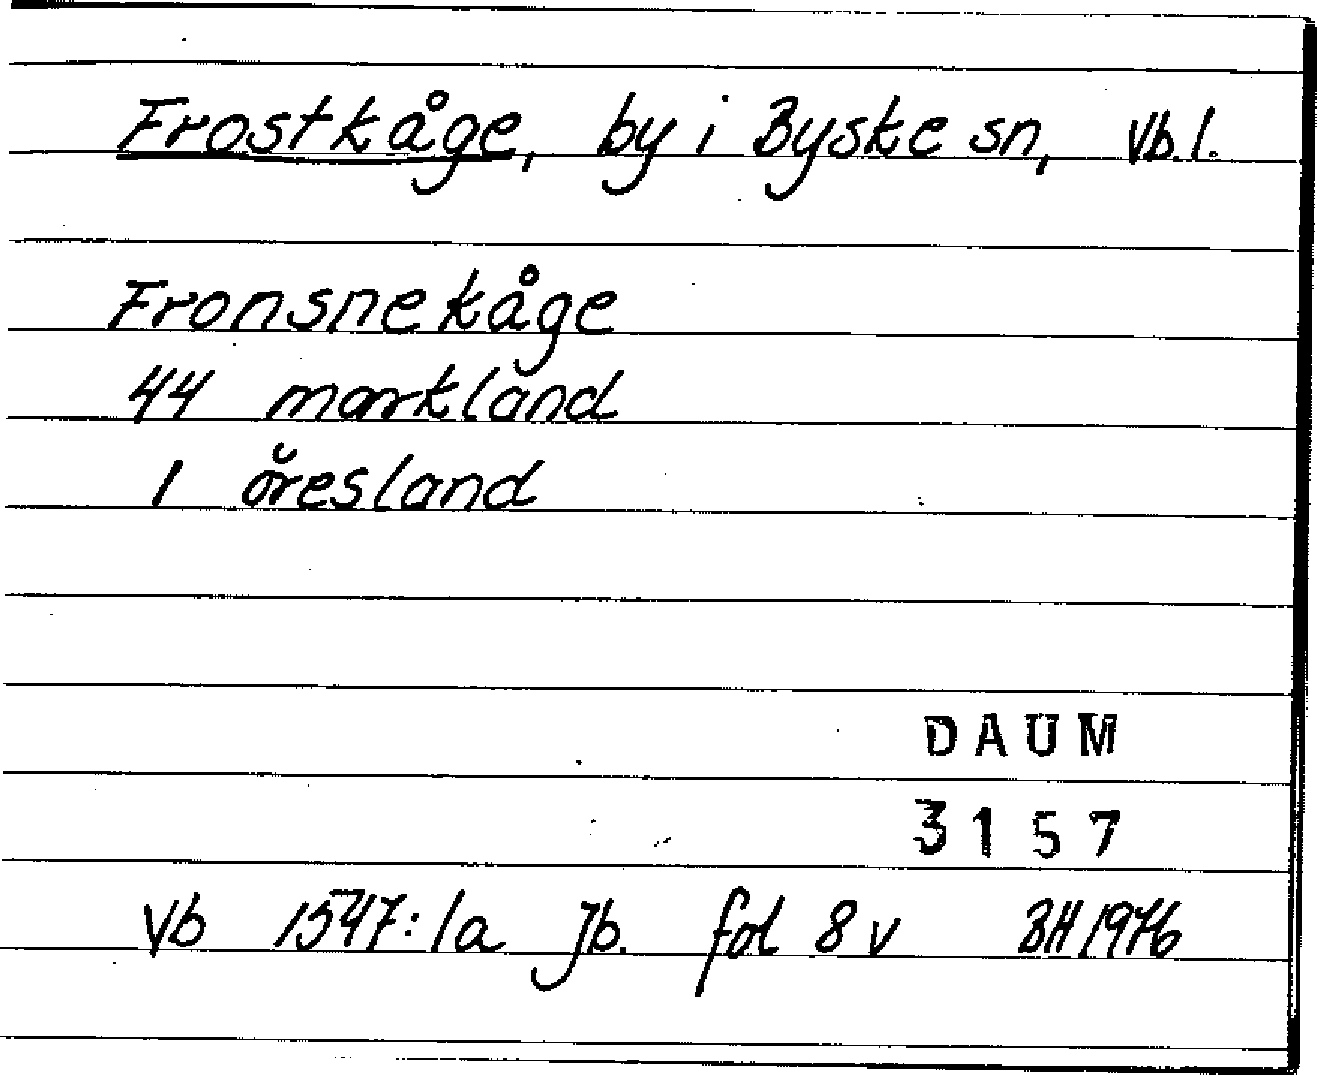 Frostkåge, by i Byske sn, Vb. l.
Fronsnekåge
44 markland
1 öresland
DAUM
3157
Vb 1547:1a Jb. fol 8 v BH 1976